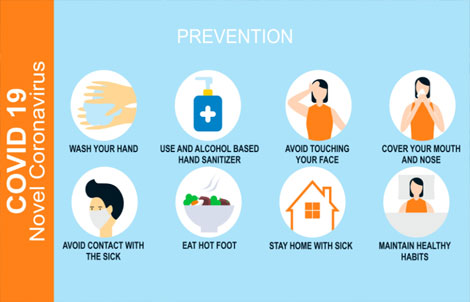 COVID 19
Novel Coronavirus
PREVENTION
WASH YOUR HAND
USE AND ALCOHOL BASED
HAND SANITIZER
AVOID TOUCHING
YOUR FACE
COVER YOUR MOUTH
AND NOSE
AVOID CONTACT WITH
THE SICK
EAT HOT FOOT
STAY HOME WITH SICK
MAINTAIN HEALTHY
HABITS